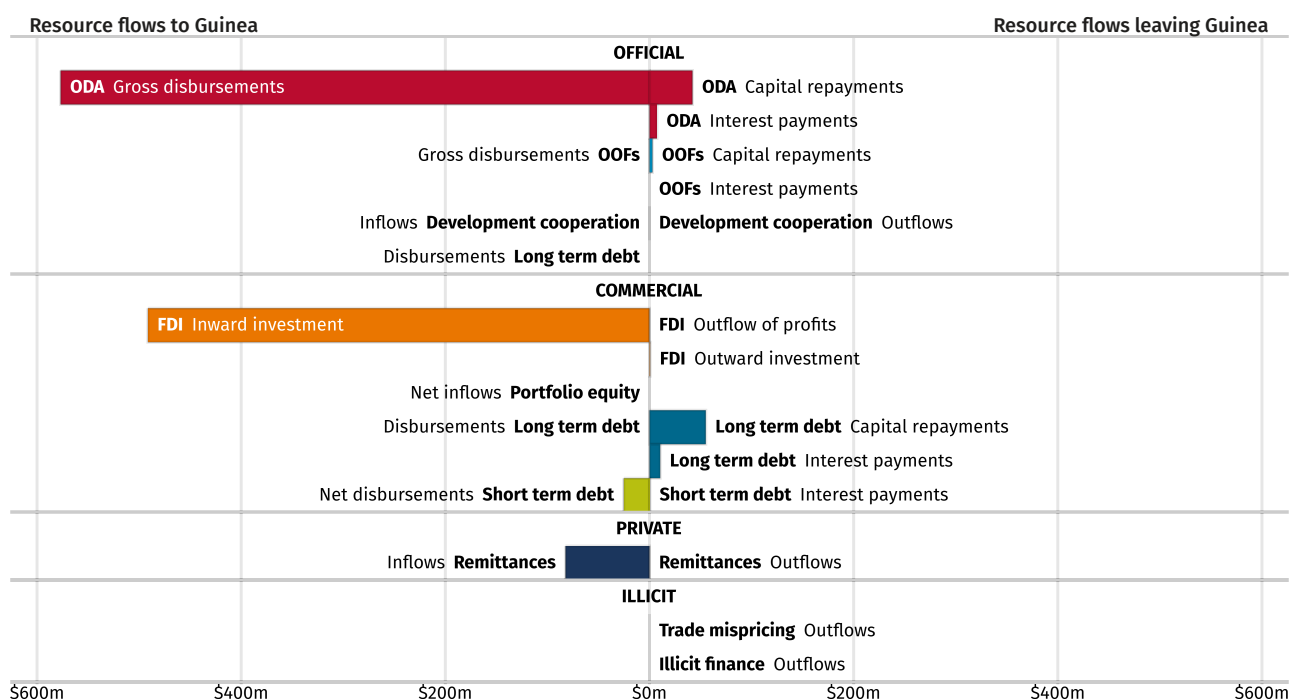 Resource flows to Guinea Resource flows leaving Guinea
OFFICIAL
ODA Gross disbursements ODA Capital repayments
ODA Interest payments
Gross disbursements OOFs OOFs Capital repayments
OOFs Interest payments
Inflows Development cooperation Development cooperation Outflows
Disbursements Long term debt
COMMERCIAL
FDI Inward investment FDI Outflow of profits
FDI Outward investment
Net inflows Portfolio equity
Disbursements Long term debt Long term debt Capital repayments
Long term debt Interest payments
Net disbursements Short term debt Short term debt Interest payments
PRIVATE
Inflows Remittances Remittances Outflows
ILLICIT
Trade mispricing Outflows
Illicit finance Outflows
$600m $400m $200m $0m $200m $400m $600m